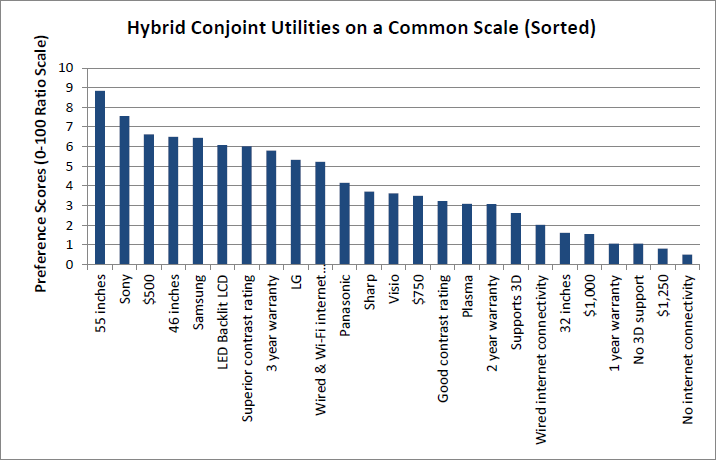 Hybrid Conjoint Utilities on a Common Scale (Sorted)
Preference Scores (0-100 Ratio Scale)
10
9
8
7
6
5
4
3
2
1
0
55 inches
Sony
$500
46 inches
Samsung
LED Backlit LCD
Superior contrast rating
3 year warranty
LG
Wired & Wi-Fi internet...
Panasonic
Sharp
Visio
$750
Good contrast rating
Plasma
2 year warranty
Supports 3D
Wired internet connectivity
32 inches
$1,000
1 year warranty
No 3D support
$1,250
No internet connectivity